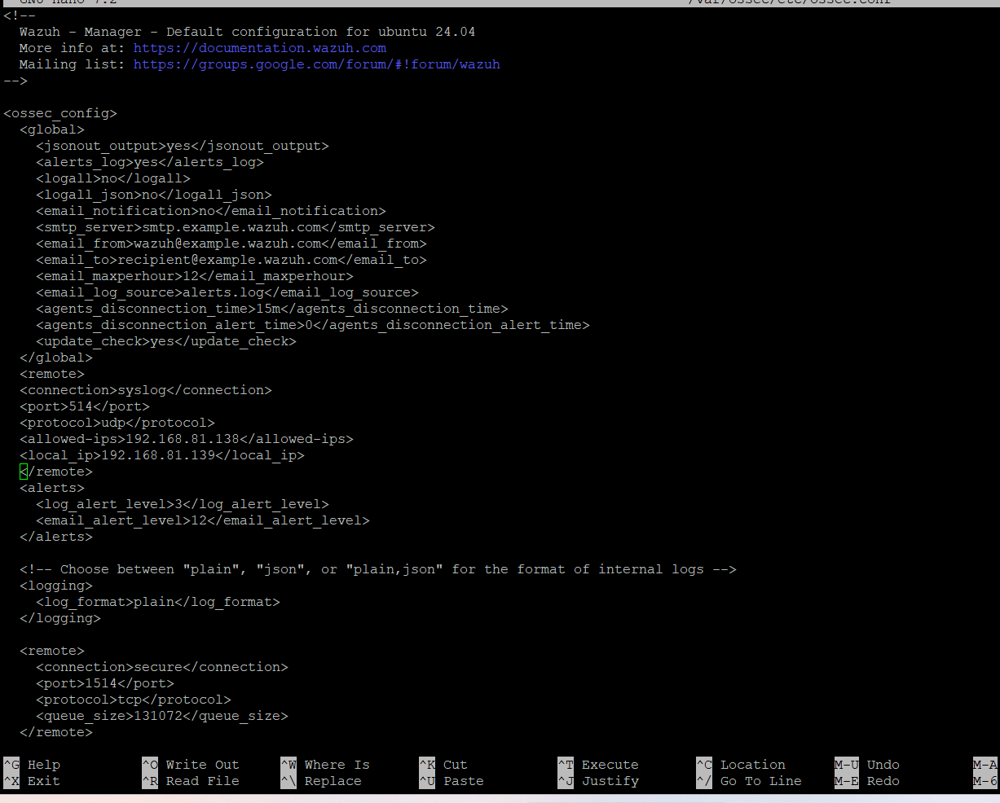 GNU nano 7.2 /var/ossec/etc/ossec.conf
<!--
  Wazuh - Manager - Default configuration for ubuntu 24.04
  More info at: https://documentation.wazuh.com
  Mailing list: https://groups.google.com/forum/#!forum/wazuh
-->

<ossec_config>
  <global>
    <jsonout_output>yes</jsonout_output>
    <alerts_log>yes</alerts_log>
    <logall>no</logall>
    <logall_json>no</logall_json>
    <email_notification>no</email_notification>
    <smtp_server>smtp.example.wazuh.com</smtp_server>
    <email_from>wazuh@example.wazuh.com</email_from>
    <email_to>recipient@example.wazuh.com</email_to>
    <email_maxperhour>12</email_maxperhour>
    <email_log_source>alerts.log</email_log_source>
    <agents_disconnection_time>15m</agents_disconnection_time>
    <agents_disconnection_alert_time>0</agents_disconnection_alert_time>
    <update_check>yes</update_check>
  </global>
  <remote>
  <connection>syslog</connection>
  <port>514</port>
  <protocol>udp</protocol>
  <allowed-ips>192.168.81.138</allowed-ips>
  <local_ip>192.168.81.139</local_ip>
  </remote>
  <alerts>
    <log_alert_level>3</log_alert_level>
    <email_alert_level>12</email_alert_level>
  </alerts>

  <!-- Choose between "plain", "json", or "plain,json" for the format of internal logs -->
  <logging>
    <log_format>plain</log_format>
  </logging>

  <remote>
    <connection>secure</connection>
    <port>1514</port>
    <protocol>tcp</protocol>
    <queue_size>131072</queue_size>
  </remote>

^G Help ^O Write Out ^W Where Is ^K Cut ^T Execute ^C Location M-U Undo M-A
^X Exit ^R Read File ^\ Replace ^U Paste ^J Justify ^/ Go To Line M-E Redo M-6